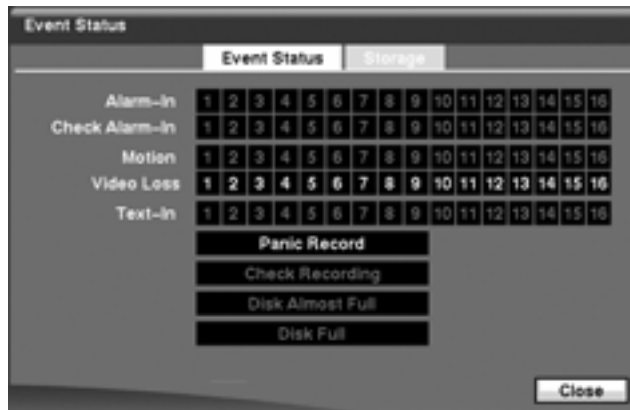 Event Status
Event Status Storage
Alarm-In 1 2 3 4 5 6 7 8 9 10 11 12 13 14 15 16
Check Alarm-In 1 2 3 4 5 6 7 8 9 10 11 12 13 14 15 16
Motion 1 2 3 4 5 6 7 8 9 10 11 12 13 14 15 16
Video Loss 1 2 3 4 5 6 7 8 9 10 11 12 13 14 15 16
Text-In 1 2 3 4 5 6 7 8 9 10 11 12 13 14 15 16
Panic Record
Check Recording
Disk Almost Full
Disk Full
Close